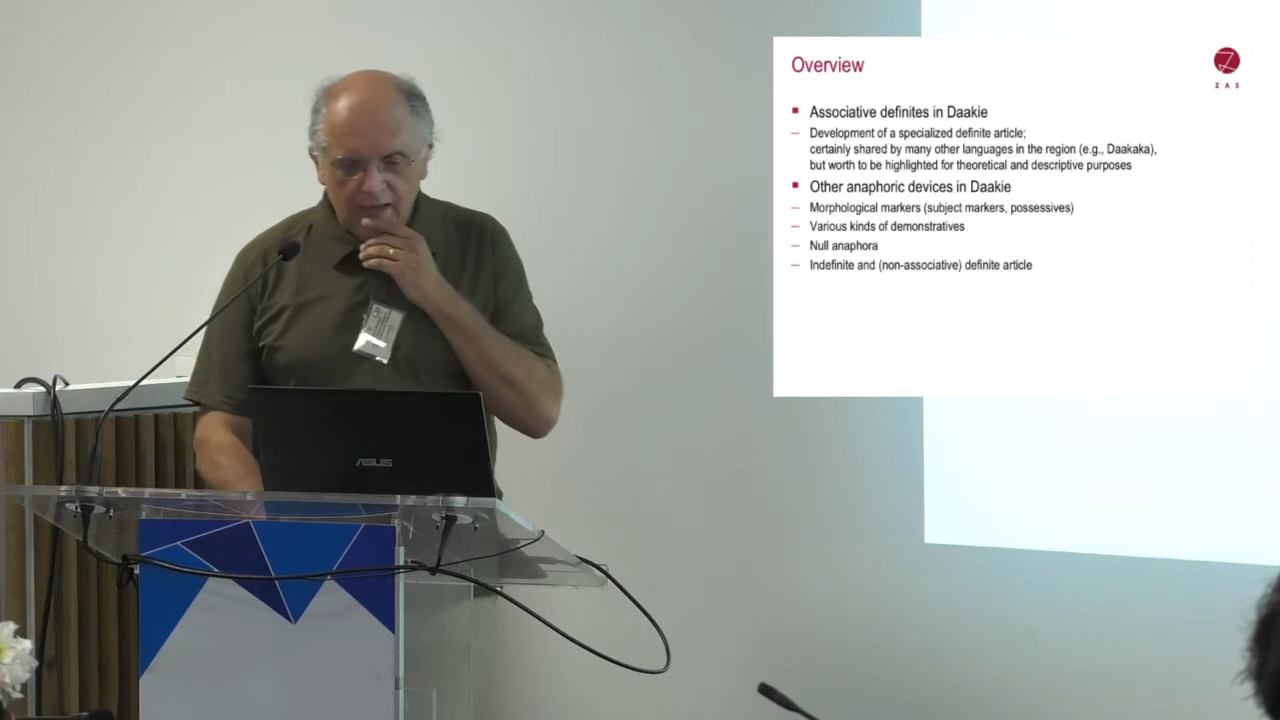 Overview
Z A S
Associative definites in Daakie
Development of a specialized definite article;
certainly shared by many other languages in the region (e.g., Daakaka),
but worth to be highlighted for theoretical and descriptive purposes
Other anaphoric devices in Daakie
Morphological markers (subject markers, possessives)
Various kinds of demonstratives
Null anaphora
Indefinite and (non-associative) definite article
ASUS